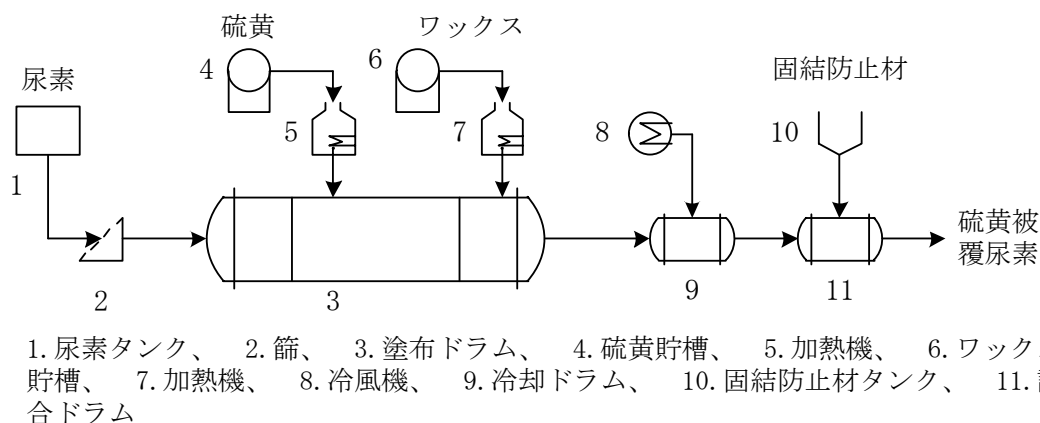 硫黄
ワックス
固結防止材
尿素
4
6
5
7
8
10
1
硫黄被
覆尿素
2
3
9
11
1.尿素タンク、 2.篩、 3.塗布ドラム、 4.硫黄貯槽、 5.加熱機、 6.ワック
貯槽、 7.加熱機、 8.冷風機、 9.冷却ドラム、 10.固結防止材タンク、 11.
合ドラム